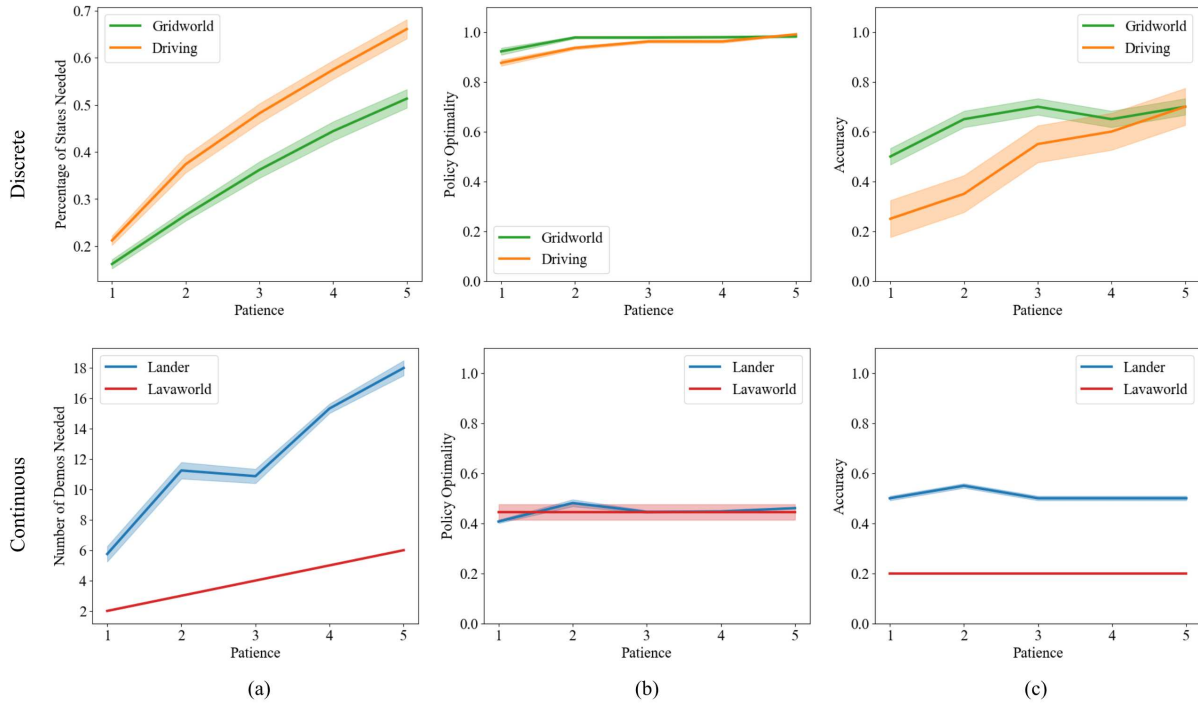 Discrete
Percentage of States Needed
0.7
0.6
0.5
0.4
0.3
0.2
Gridworld
Driving
1 2 3 4 5
Patience
Policy Optimality
1.0
0.8
0.6
0.4
0.2
0.0
Gridworld
Driving
1 2 3 4 5
Patience
Accuracy
1.0
0.8
0.6
0.4
0.2
0.0
Gridworld
Driving
1 2 3 4 5
Patience
Continuous
Number of Demos Needed
18
16
14
12
10
8
6
4
2
Lander
Lavaworld
1 2 3 4 5
Patience
(a)
Policy Optimality
1.0
0.8
0.6
0.4
0.2
0.0
Lander
Lavaworld
1 2 3 4 5
Patience
(b)
Accuracy
1.0
0.8
0.6
0.4
0.2
0.0
Lander
Lavaworld
1 2 3 4 5
Patience
(c)